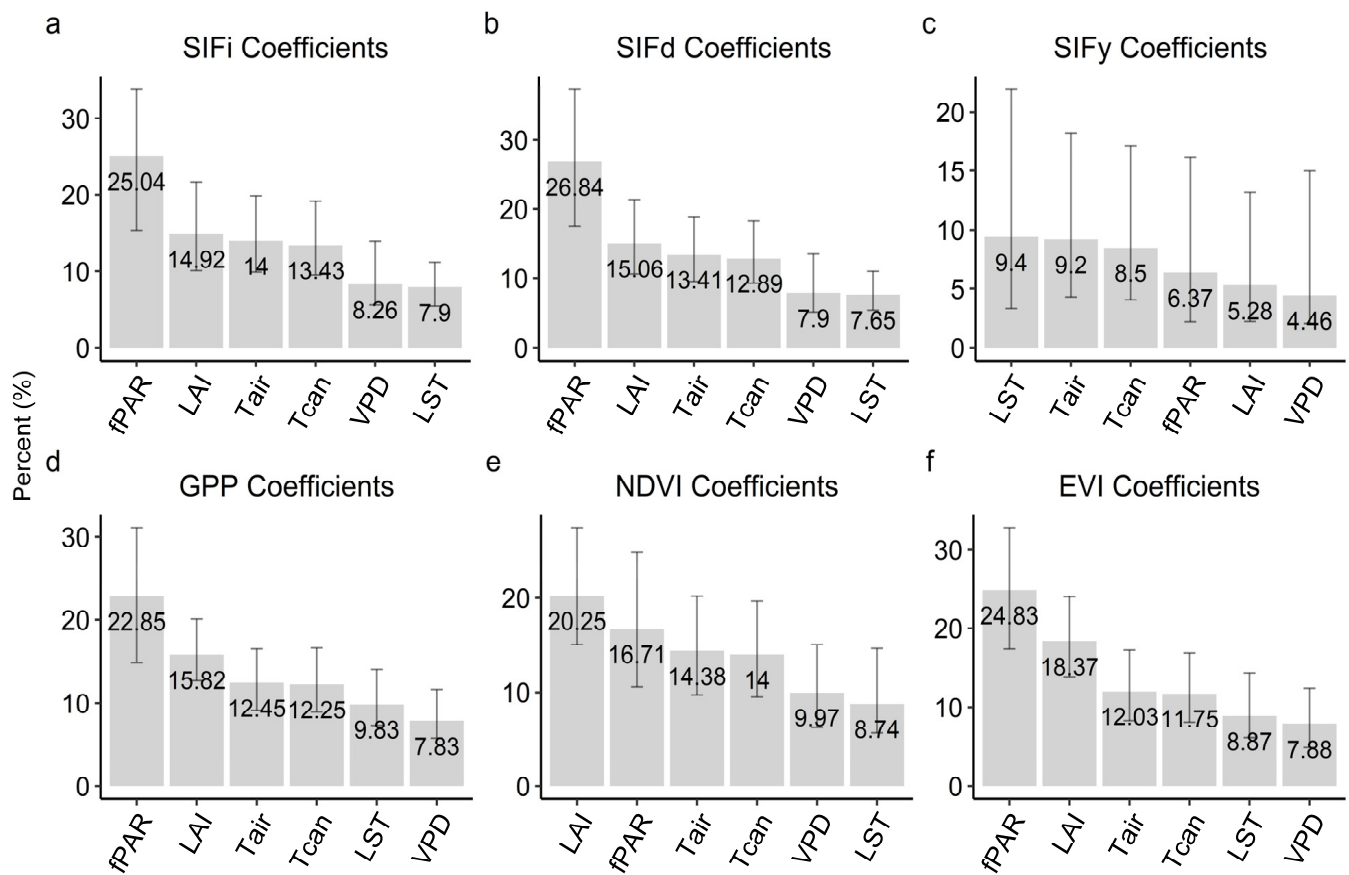 a
SIFi Coefficients
30
20
10
0
25.04
14.92
14
13.43
8.26
7.9
fPAR
LAI
Tair
Tcan
VPD
LST
b
SIFd Coefficients
30
20
10
0
26.84
15.06
13.41
12.89
7.9
7.65
fPAR
LAI
Tair
Tcan
VPD
LST
c
SIFy Coefficients
20
15
10
5
0
9.4
9.2
8.5
6.37
5.28
4.46
LST
Tair
Tcan
fPAR
LAI
VPD
Percent (%)
d
GPP Coefficients
30
20
10
0
22.85
15.82
12.45
12.25
9.83
7.83
fPAR
LAI
Tair
Tcan
LST
VPD
e
NDVI Coefficients
20
10
0
20.25
16.71
14.38
14
9.97
8.74
LAI
fPAR
Tair
Tcan
VPD
LST
f
EVI Coefficients
30
20
10
0
24.83
18.37
12.03
11.75
8.87
7.88
fPAR
LAI
Tair
Tcan
LST
VPD